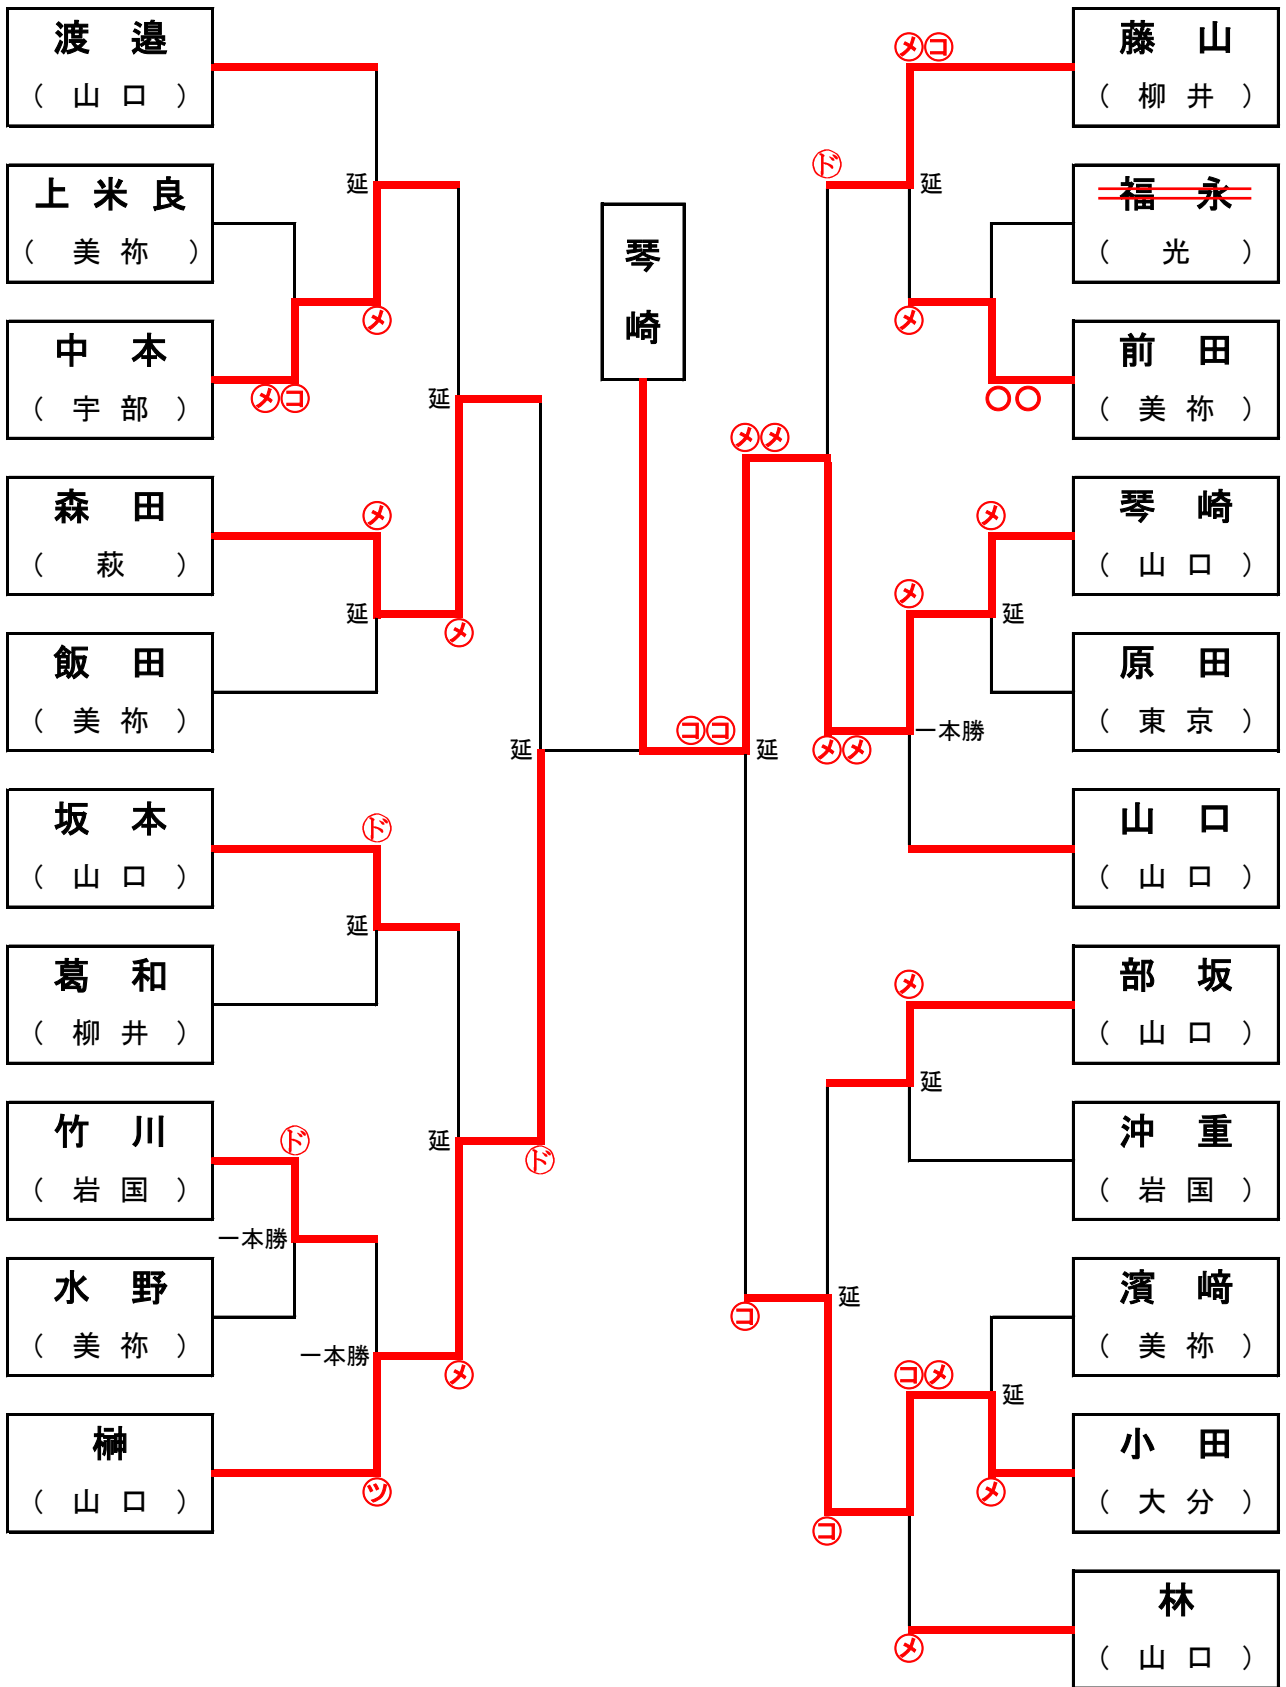 渡 邉
( 山 口 )
上 米 良
( 美 祢 )
中 本
( 宇 部 )
森 田
( 萩 )
飯 田
( 美 祢 )
坂 本
( 山 口 )
葛 和
( 柳 井 )
竹 川
( 岩 国 )
水 野
( 美 祢 )
榊
( 山 口 )
延
メ
メコ
延
メ
延
メ
ド
延
ド
一本勝
一本勝
ツ
延
メ
延
ド
琴
崎
ココ
延
メメ
コ
ド
メメ
延
コ
メコ
延
メ
〇〇
メ
延
メ
一本勝
メ
延
コメ
延
メ
メ
藤 山
( 柳 井 )
福 永
( 光 )
前 田
( 美 祢 )
琴 崎
( 山 口 )
原 田
( 東 京 )
山 口
( 山 口 )
部 坂
( 山 口 )
沖 重
( 岩 国 )
濱 﨑
( 美 祢 )
小 田
( 大 分 )
林
( 山 口 )